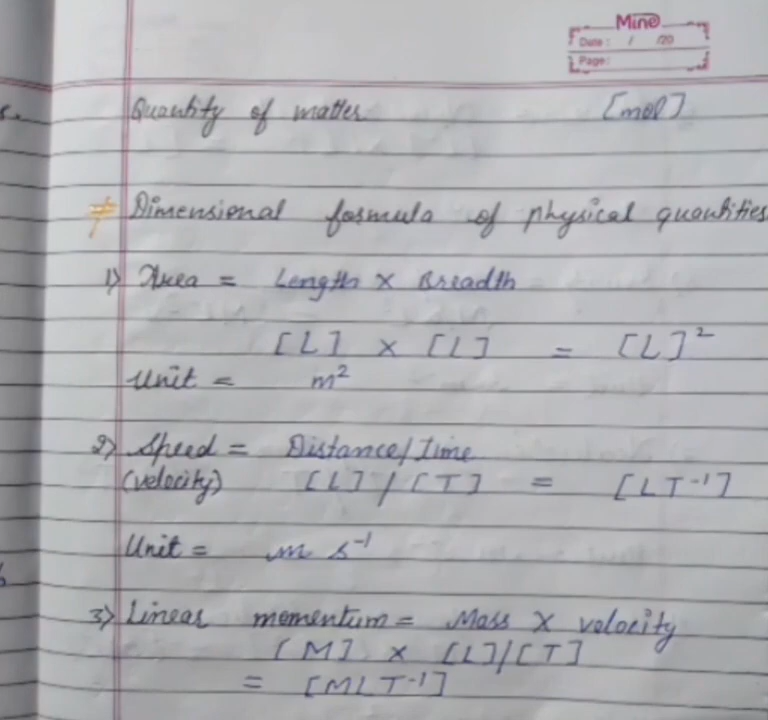 Mine
Date : / /20
Page:
Quantity of matter [mol]
Dimensional formula of physical quantities
1) Area = Length × Breadth
[L] × [L] = [L]²
Unit = m²
2) Speed = Distance/Time
(velocity) [L] / [T] = [LT⁻¹]
Unit = m s⁻¹
3) Linear momentum = Mass × velocity
[M] × [L]/[T]
= [MLT⁻¹]